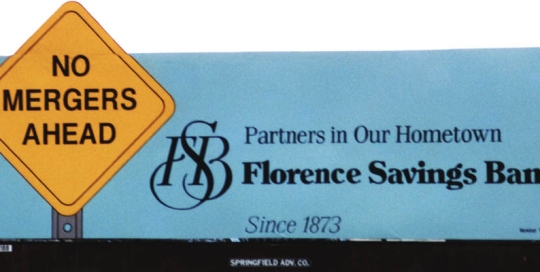 NO
MERGERS
AHEAD
FSB
Partners in Our Hometown
Florence Savings Ban
Since 1873
SPRINGFIELD ADV. CO.